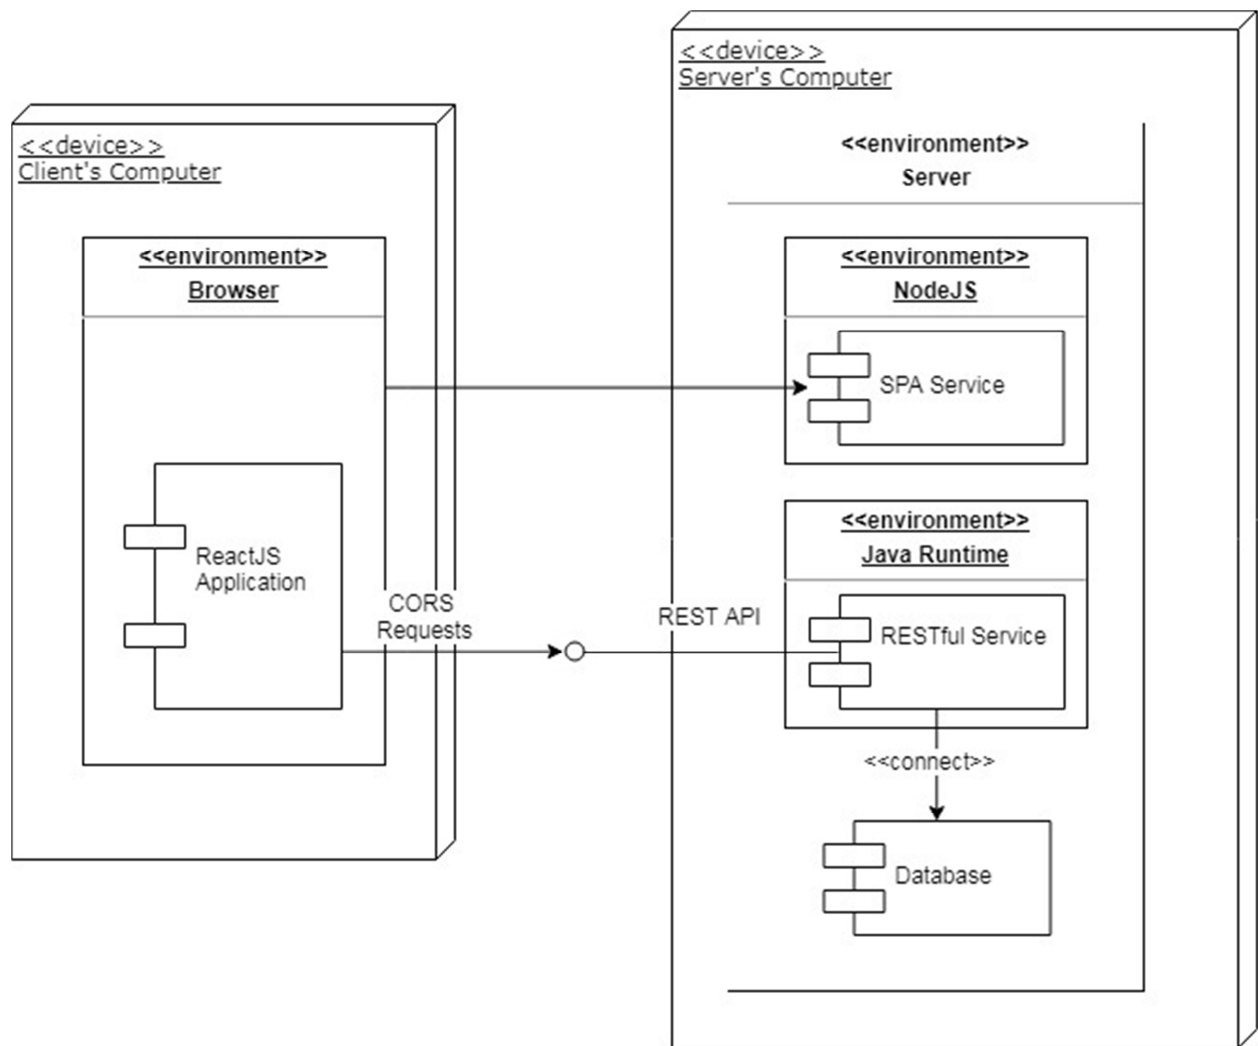 <<device>>
Client's Computer
<<environment>>
Browser
ReactJS
Application
CORS
Requests
REST API
<<device>>
Server's Computer
<<environment>>
Server
<<environment>>
NodeJS
SPA Service
<<environment>>
Java Runtime
RESTful Service
<<connect>>
Database